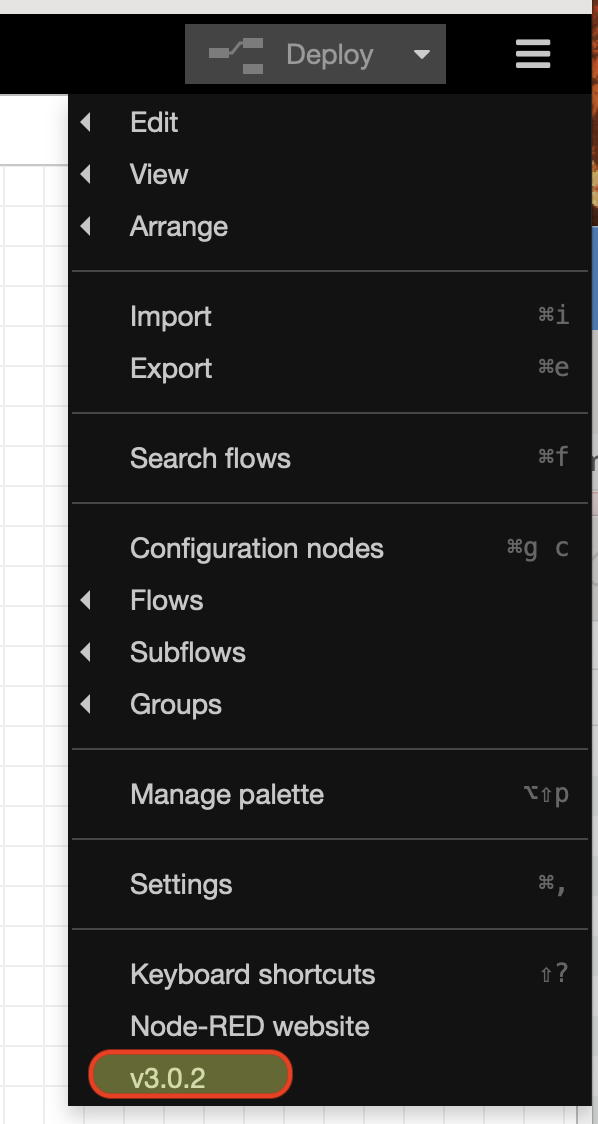 Deploy
Edit
View
Arrange
Import ⌘i
Export ⌘e
Search flows ⌘f
Configuration nodes ⌘g c
Flows
Subflows
Groups
Manage palette ⌥⇧p
Settings ⌘,
Keyboard shortcuts ⇧?
Node-RED website
v3.0.2